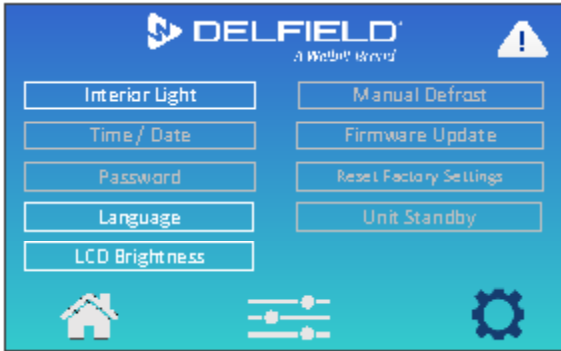 DELFIELD
A Welbilt Brand
Interior Light
Manual Defrost
Time / Date
Firmware Update
Password
Reset Factory Settings
Language
Unit Standby
LCD Brightness